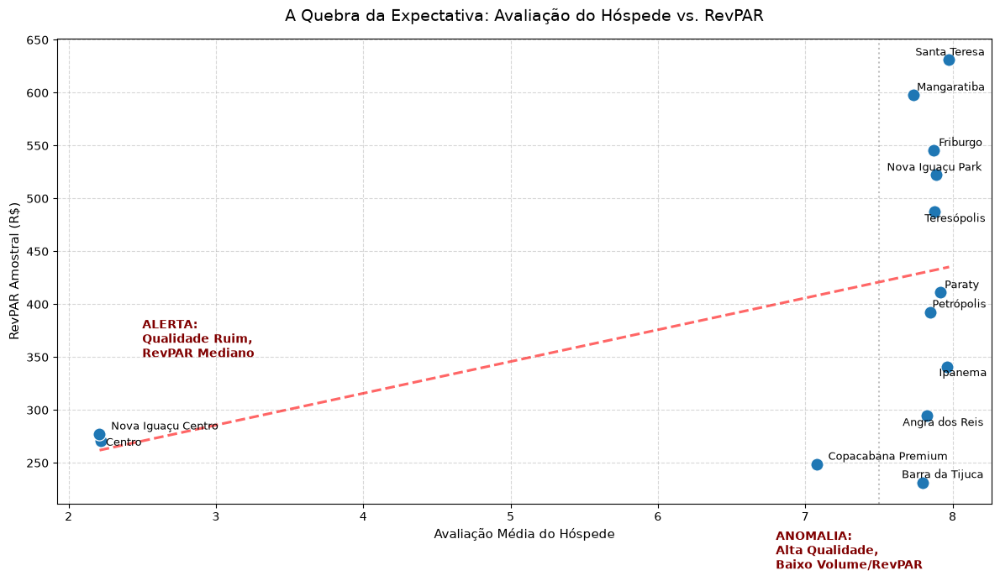 A Quebra da Expectativa: Avaliação do Hóspede vs. RevPAR
RevPAR Amostral (R$)
650
600
550
500
450
400
350
300
250
Santa Teresa
Mangaratiba
Friburgo
Nova Iguaçu Park
Teresópolis
Paraty
Petrópolis
ALERTA:
Qualidade Ruim,
RevPAR Mediano
Ipanema
Angra dos Reis
Nova Iguaçu Centro
Centro
Copacabana Premium
Barra da Tijuca
2 3 4 5 6 7 8
Avaliação Média do Hóspede
ANOMALIA:
Alta Qualidade,
Baixo Volume/RevPAR